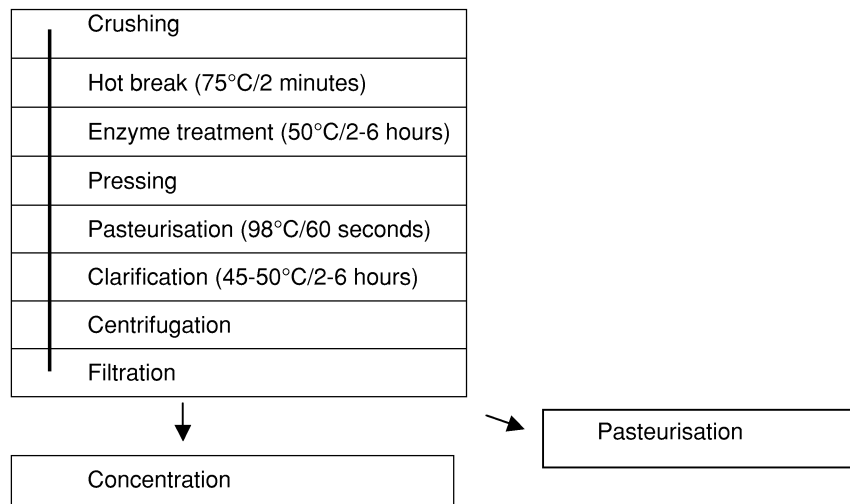 Crushing
Hot break (75°C/2 minutes)
Enzyme treatment (50°C/2-6 hours)
Pressing
Pasteurisation (98°C/60 seconds)
Clarification (45-50°C/2-6 hours)
Centrifugation
Filtration
Pasteurisation
Concentration